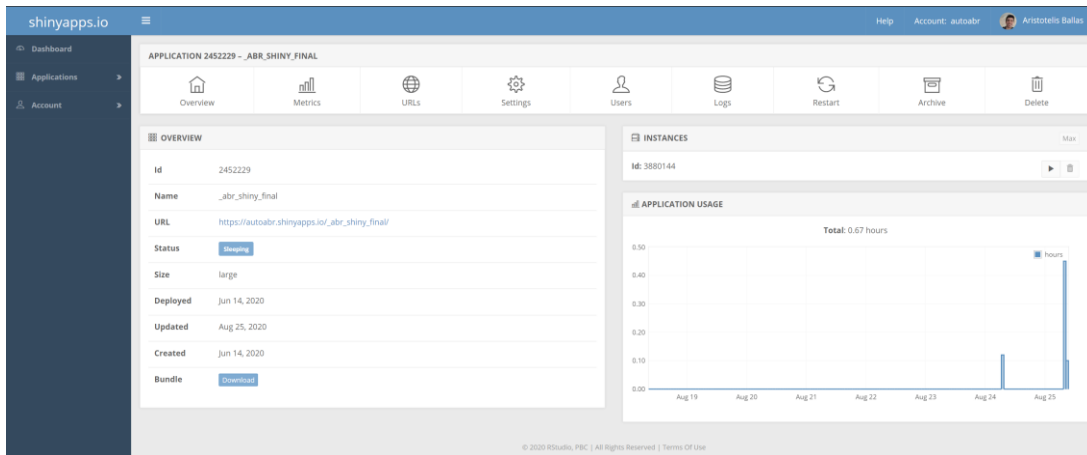 shinyapps.io
Help Account: autoabr Aristotelis Ballas
Dashboard
Applications
Account
APPLICATION 2452229 – _ABR_SHINY_FINAL
Overview Metrics URLs Settings Users Logs Restart Archive Delete
OVERVIEW
Id 2452229
Name _abr_shiny_final
URL https://autoabr.shinyapps.io/_abr_shiny_final/
Status Sleeping
Size large
Deployed Jun 14, 2020
Updated Aug 25, 2020
Created Jun 14, 2020
Bundle Download
INSTANCES Max
Id: 3880144
APPLICATION USAGE
Total: 0.67 hours
hours
0.50
0.40
0.30
0.20
0.10
0.00
Aug 19 Aug 20 Aug 21 Aug 22 Aug 23 Aug 24 Aug 25
© 2020 RStudio, PBC | All Rights Reserved | Terms Of Use